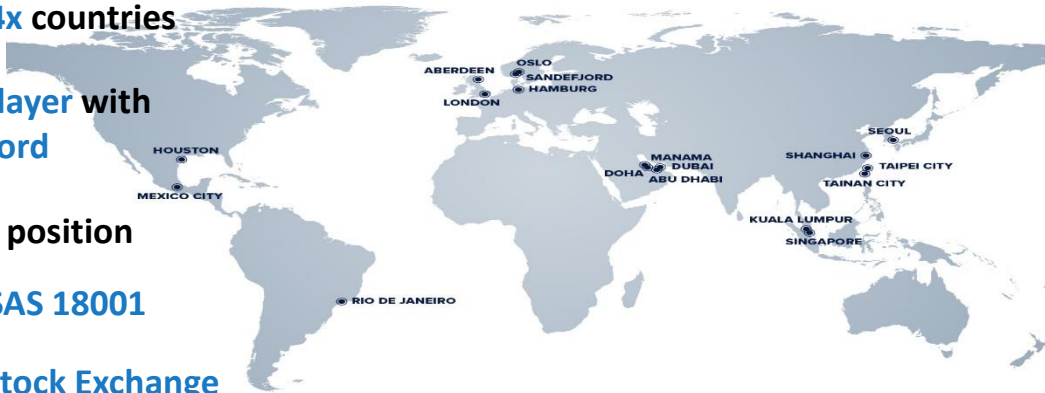 4x countries
layer with
ord
position
SAS 18001
tock Exchange
OSLO
ABERDEEN
SANDEFJORD
HAMBURG
LONDON
SEOUL
HOUSTON
MANAMA
SHANGHAI
DUBAI
TAIPEI CITY
DOHA
ABU DHABI
TAINAN CITY
MEXICO CITY
KUALA LUMPUR
SINGAPORE
RIO DE JANEIRO